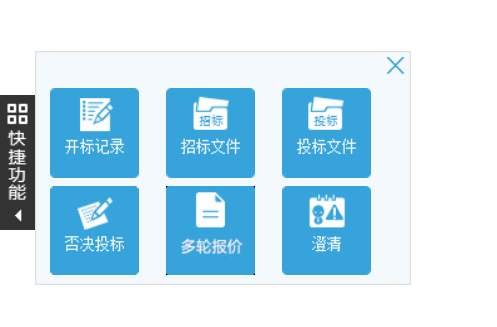 快捷功能
招标
投标
开标记录
招标文件
投标文件
否决投标
多轮报价
澄清